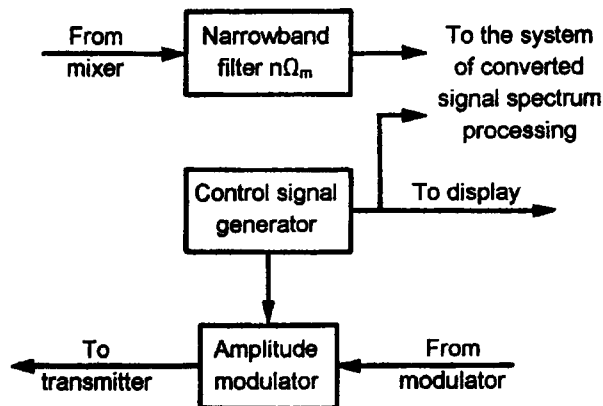 From
mixer
Narrowband
filter nΩₘ
To the system
of converted
signal spectrum
processing
Control signal
generator
To display
To
transmitter
Amplitude
modulator
From
modulator